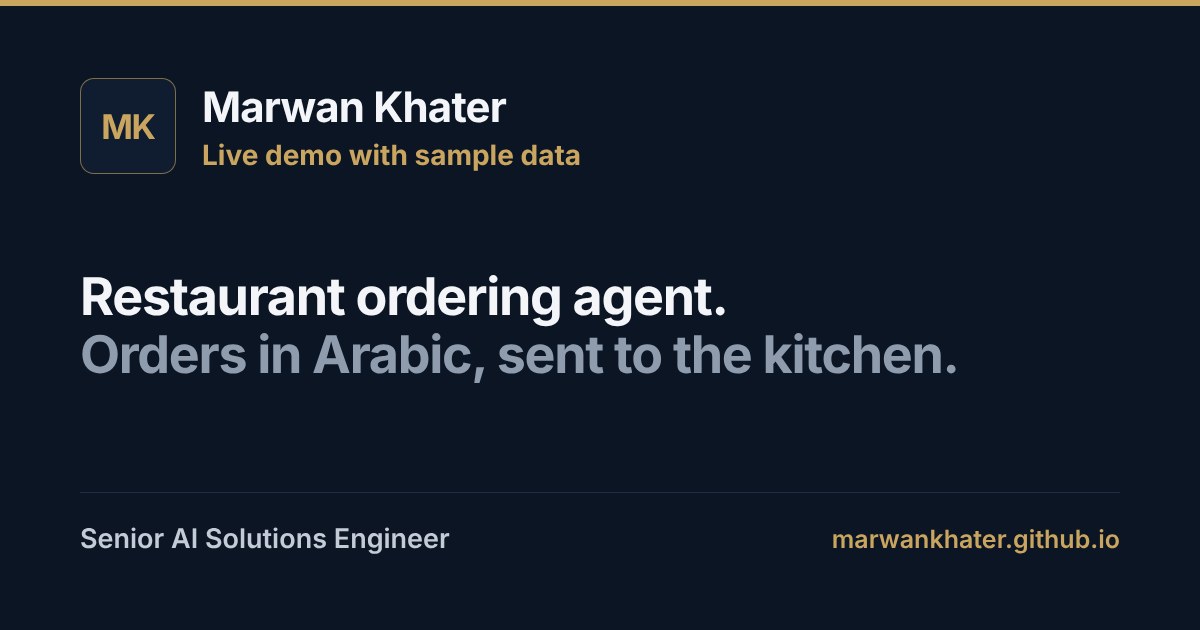 MK
Marwan Khater
Live demo with sample data
Restaurant ordering agent.
Orders in Arabic, sent to the kitchen.
Senior AI Solutions Engineer
marwankhater.github.io